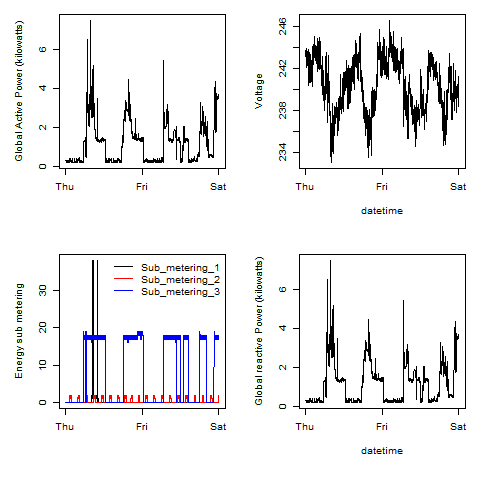 Global Active Power (kilowatts)
0 2 4 6
Thu Fri Sat
Voltage
234 238 242 246
Thu Fri Sat
datetime
Energy sub metering
0 10 20 30
Sub_metering_1
Sub_metering_2
Sub_metering_3
Thu Fri Sat
Global reactive Power (kilowatts)
0 2 4 6
Thu Fri Sat
datetime